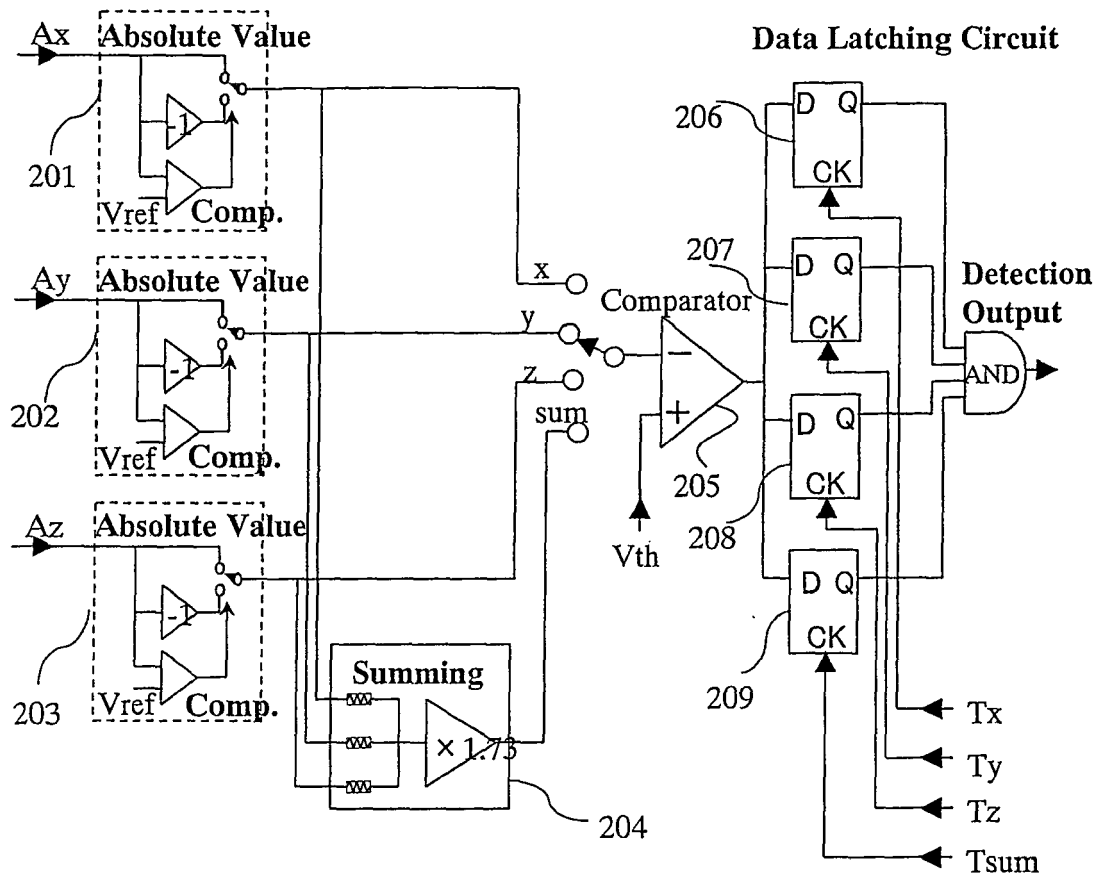 Ax
Absolute Value
-1
Vref
Comp.
201
Ay
Absolute Value
-1
Vref
Comp.
202
Az
Absolute Value
-1
Vref
Comp.
203
Summing
× 1.73
204
x
y
z
sum
Comparator
−
+
205
Vth
Data Latching Circuit
D Q
CK
206
D Q
CK
207
D Q
CK
208
D Q
CK
209
Detection
Output
AND
Tx
Ty
Tz
Tsum